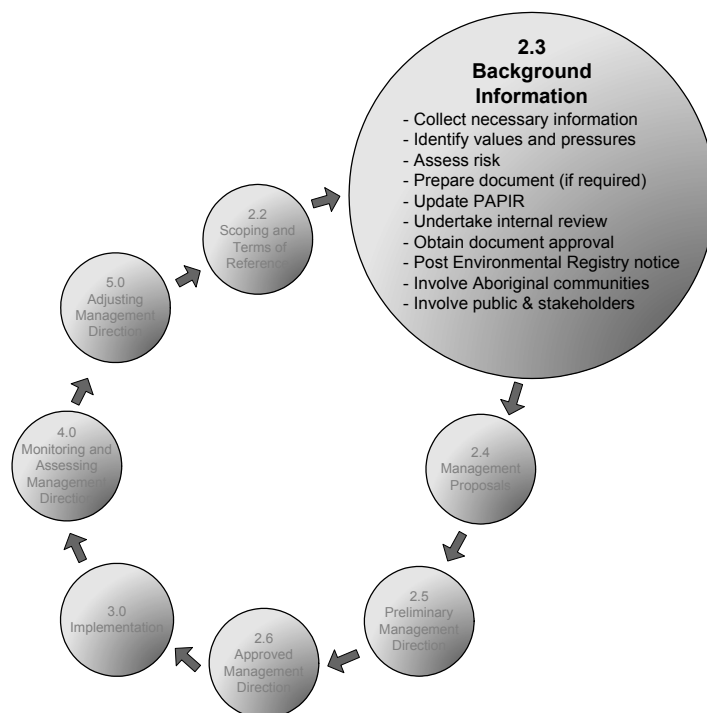 2.3
Background
Information
- Collect necessary information
- Identify values and pressures
- Assess risk
- Prepare document (if required)
- Update PAPIR
- Undertake internal review
- Obtain document approval
- Post Environmental Registry notice
- Involve Aboriginal communities
- Involve public & stakeholders
2.4
Management
Proposals
2.5
Preliminary
Management
Direction
2.6
Approved
Management
Direction
3.0
Implementation
4.0
Monitoring and
Assessing
Management
Direction
5.0
Adjusting
Management
Direction
2.2
Scoping and
Terms of
Reference